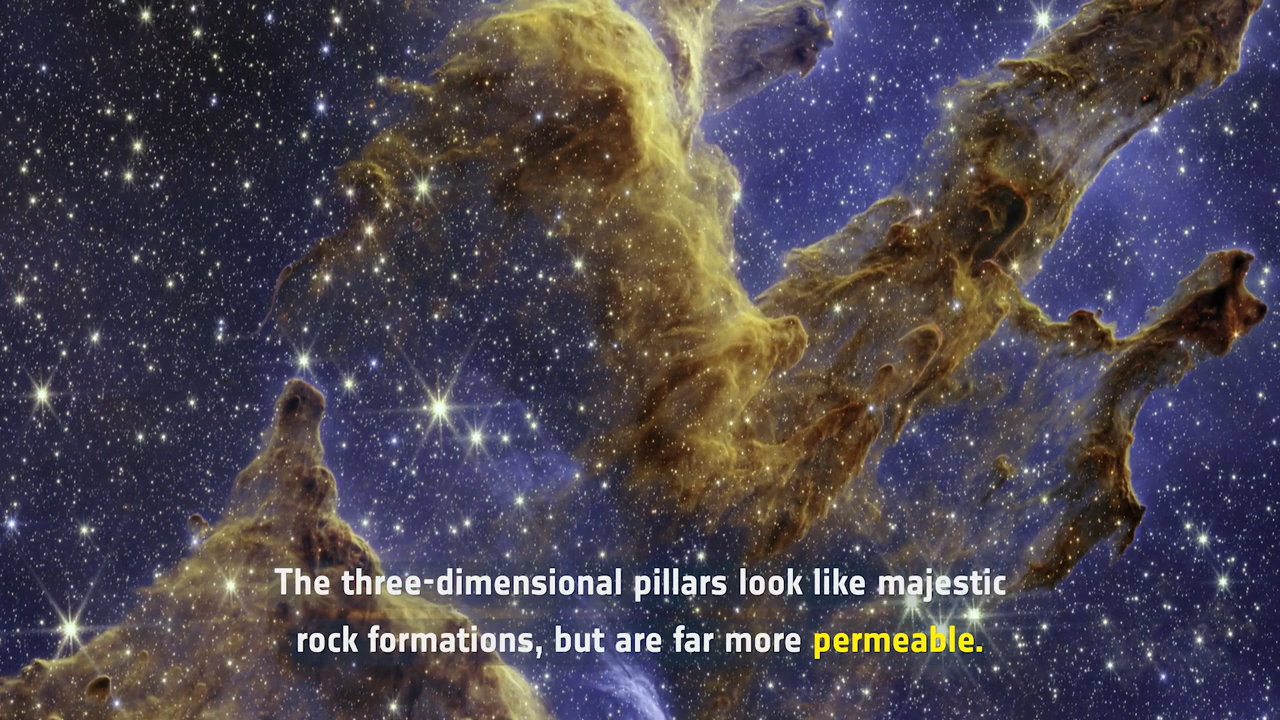 The three-dimensional pillars look like majestic
rock formations, but are far more permeable.